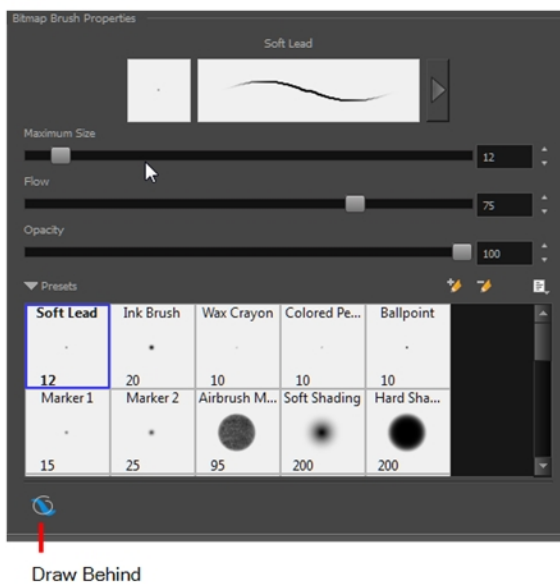 Bitmap Brush Properties
Soft Lead
Maximum Size
12
Flow
75
Opacity
100
Presets
Soft Lead Ink Brush Wax Crayon Colored Pe... Ballpoint
12 20 10 10 10
Marker 1 Marker 2 Airbrush M... Soft Shading Hard Sha...
15 25 95 200 200
Draw Behind